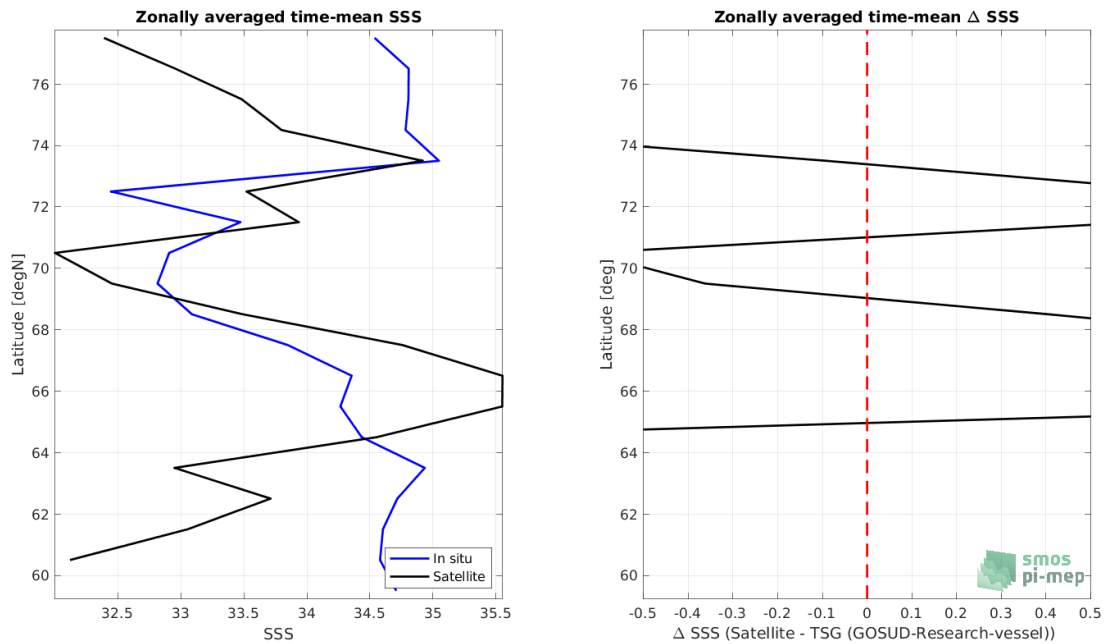 Zonally averaged time-mean SSS
76
74
72
70
68
66
64
62
60
Latitude [degN]
32.5 33 33.5 34 34.5 35 35.5
SSS
In situ
Satellite
Zonally averaged time-mean Δ SSS
76
74
72
70
68
66
64
62
60
Latitude [deg]
-0.5 -0.4 -0.3 -0.2 -0.1 0 0.1 0.2 0.3 0.4 0.5
Δ SSS (Satellite - TSG (GOSUD-Research-vessel))
smos
pi-mep